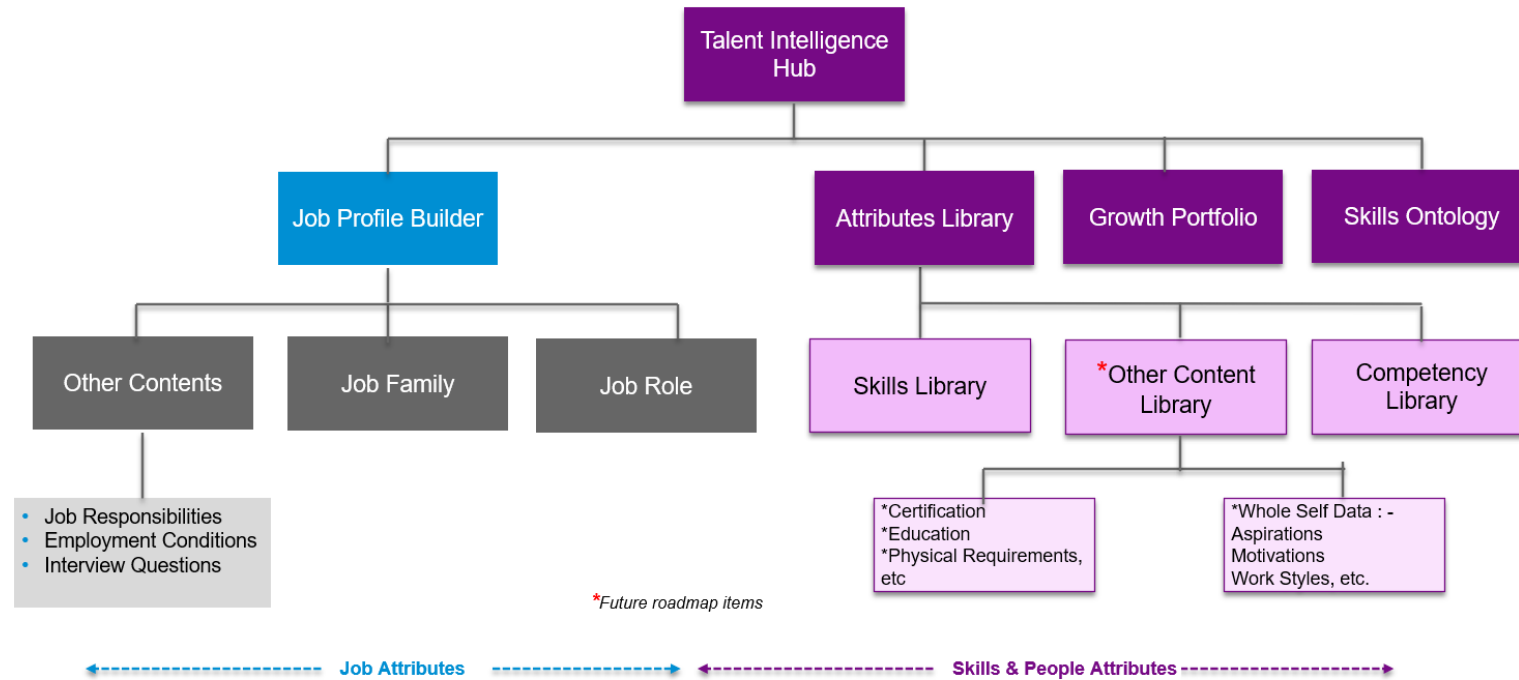 Talent Intelligence
Hub
Job Profile Builder
Attributes Library
Growth Portfolio
Skills Ontology
Other Contents
Job Family
Job Role
Skills Library
*Other Content
Library
Competency
Library
• Job Responsibilities
• Employment Conditions
• Interview Questions
*Certification
*Education
*Physical Requirements,
etc
*Whole Self Data : -
Aspirations
Motivations
Work Styles, etc.
*Future roadmap items
Job Attributes
Skills & People Attributes